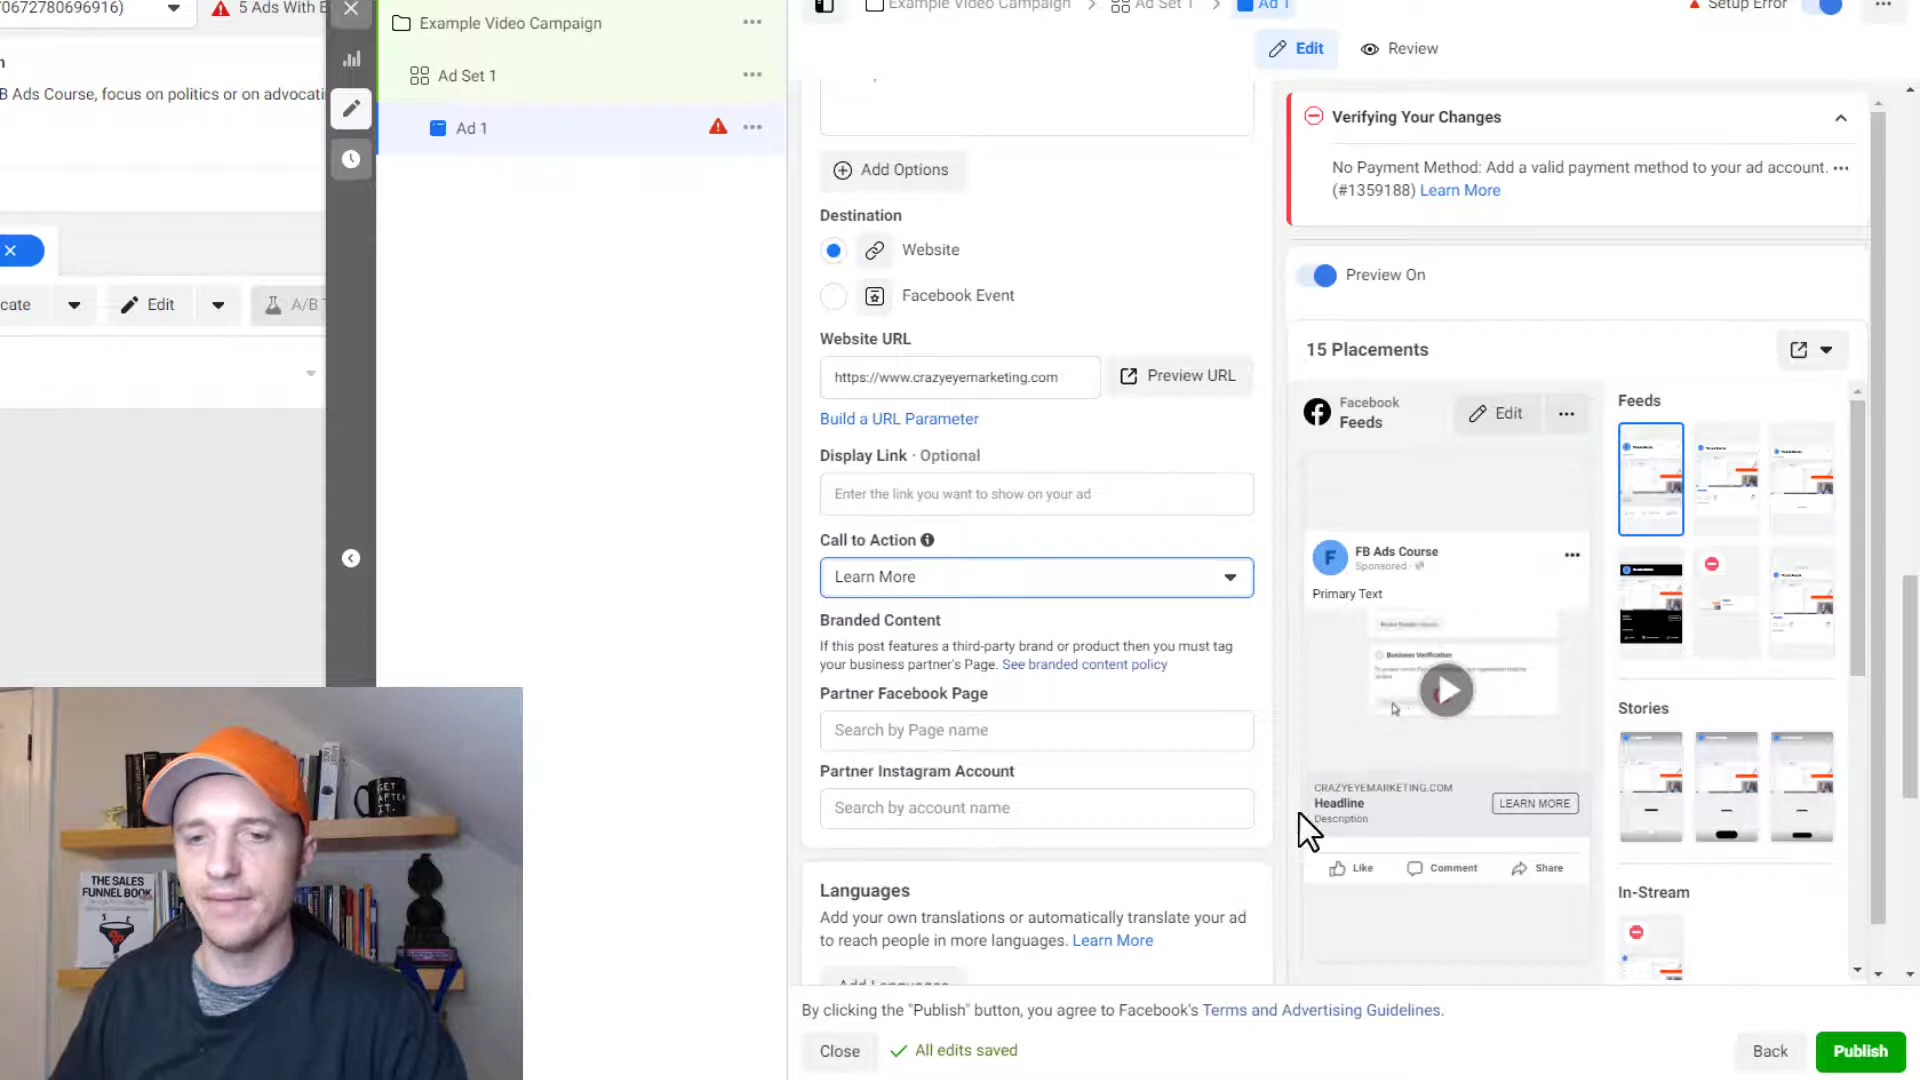 0672780696916)
5 Ads With E
n
B Ads Course, focus on politics or on advocati
cate
Edit
A/B T
Example Video Campaign
Ad Set 1
Ad 1
Example Video Campaign
Ad Set 1
Ad 1
Setup Error
Edit
Review
Add Options
Destination
Website
Facebook Event
Website URL
https://www.crazyeyemarketing.com
Preview URL
Build a URL Parameter
Display Link · Optional
Enter the link you want to show on your ad
Call to Action
Learn More
Branded Content
If this post features a third-party brand or product then you must tag
your business partner's Page. See branded content policy
Partner Facebook Page
Search by Page name
Partner Instagram Account
Search by account name
Languages
Add your own translations or automatically translate your ad
to reach people in more languages. Learn More
Add Languages
Verifying Your Changes
No Payment Method: Add a valid payment method to your ad account.
(#1359188) Learn More
Preview On
15 Placements
Facebook
Feeds
Edit
FB Ads Course
Sponsored ·
Primary Text
Business Verification
CRAZYEYEMARKETING.COM
Headline
Description
LEARN MORE
Like
Comment
Share
Feeds
Stories
In-Stream
By clicking the "Publish" button, you agree to Facebook's Terms and Advertising Guidelines.
Close
All edits saved
Back
Publish
THE SALES
FUNNEL BOOK
GET
AFTER
IT.